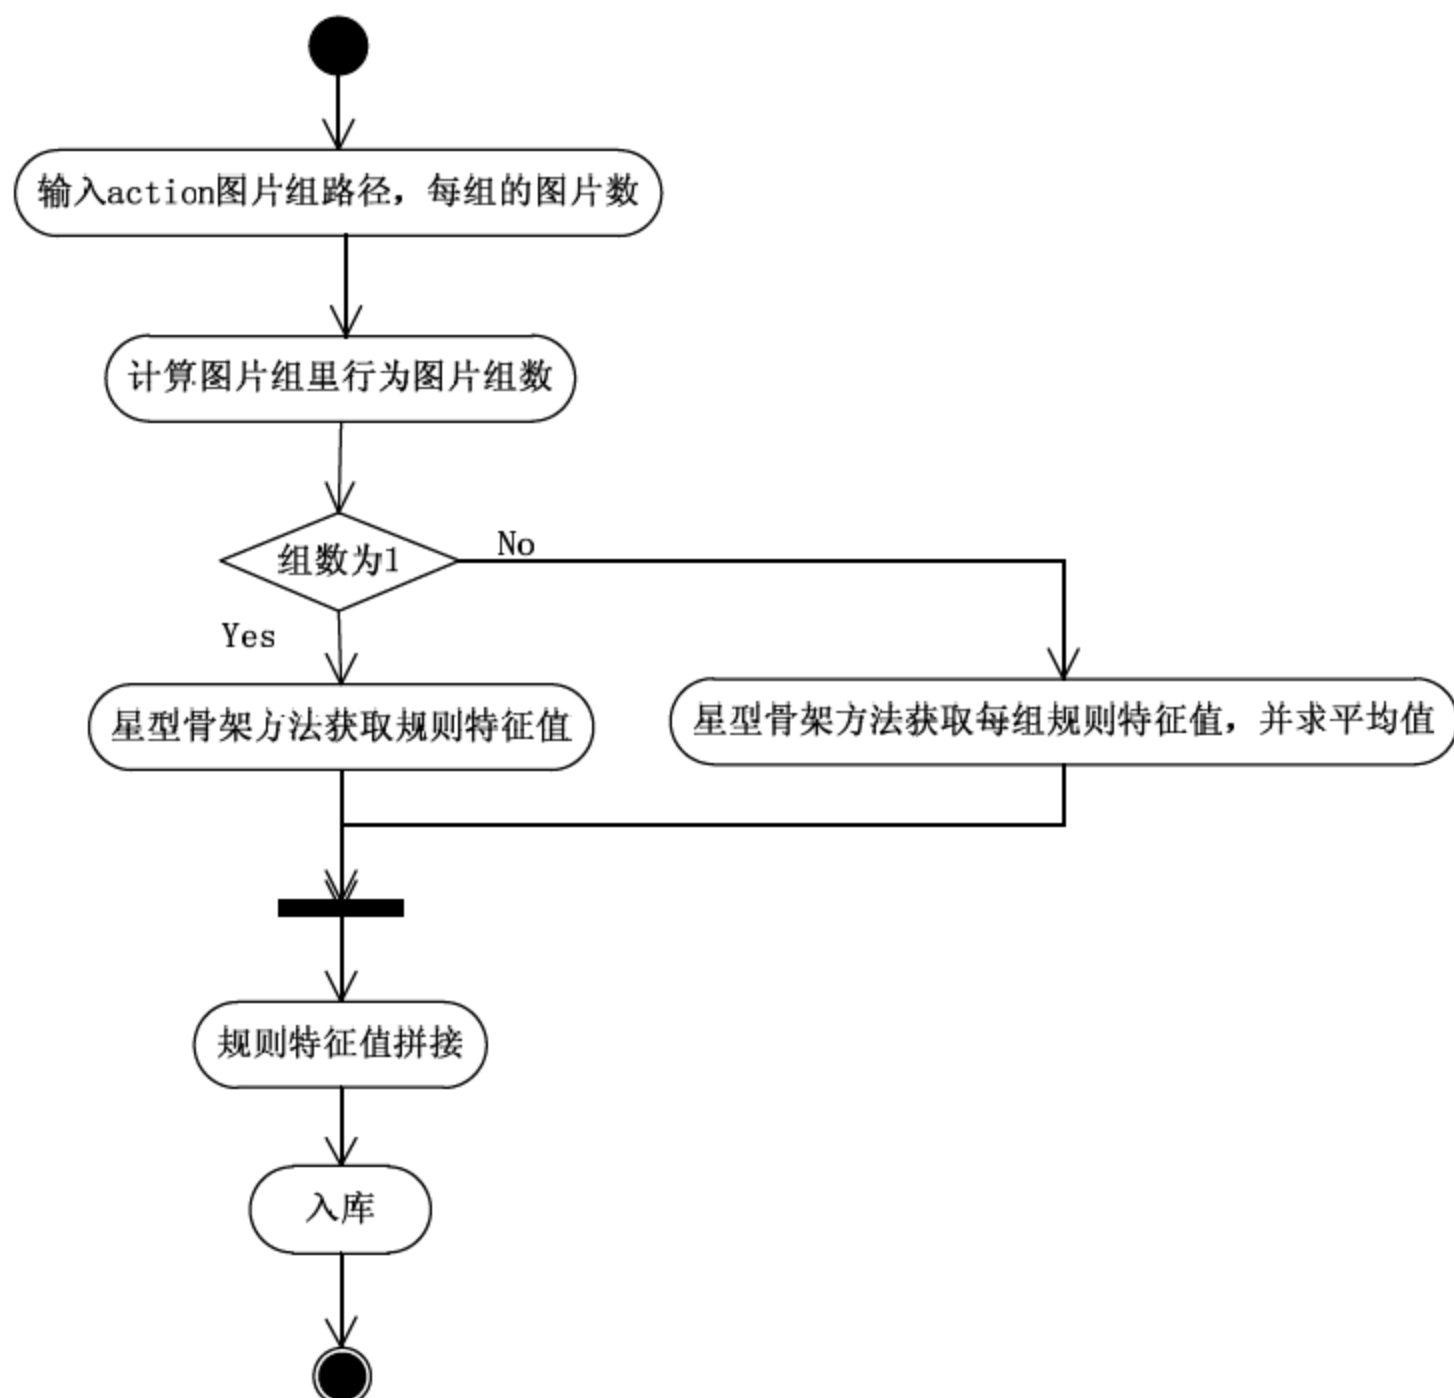 输入action图片组路径，每组的图片数
计算图片组里行为图片组数
组数为1
No
Yes
星型骨架方法获取规则特征值
星型骨架方法获取每组规则特征值，并求平均值
规则特征值拼接
入库